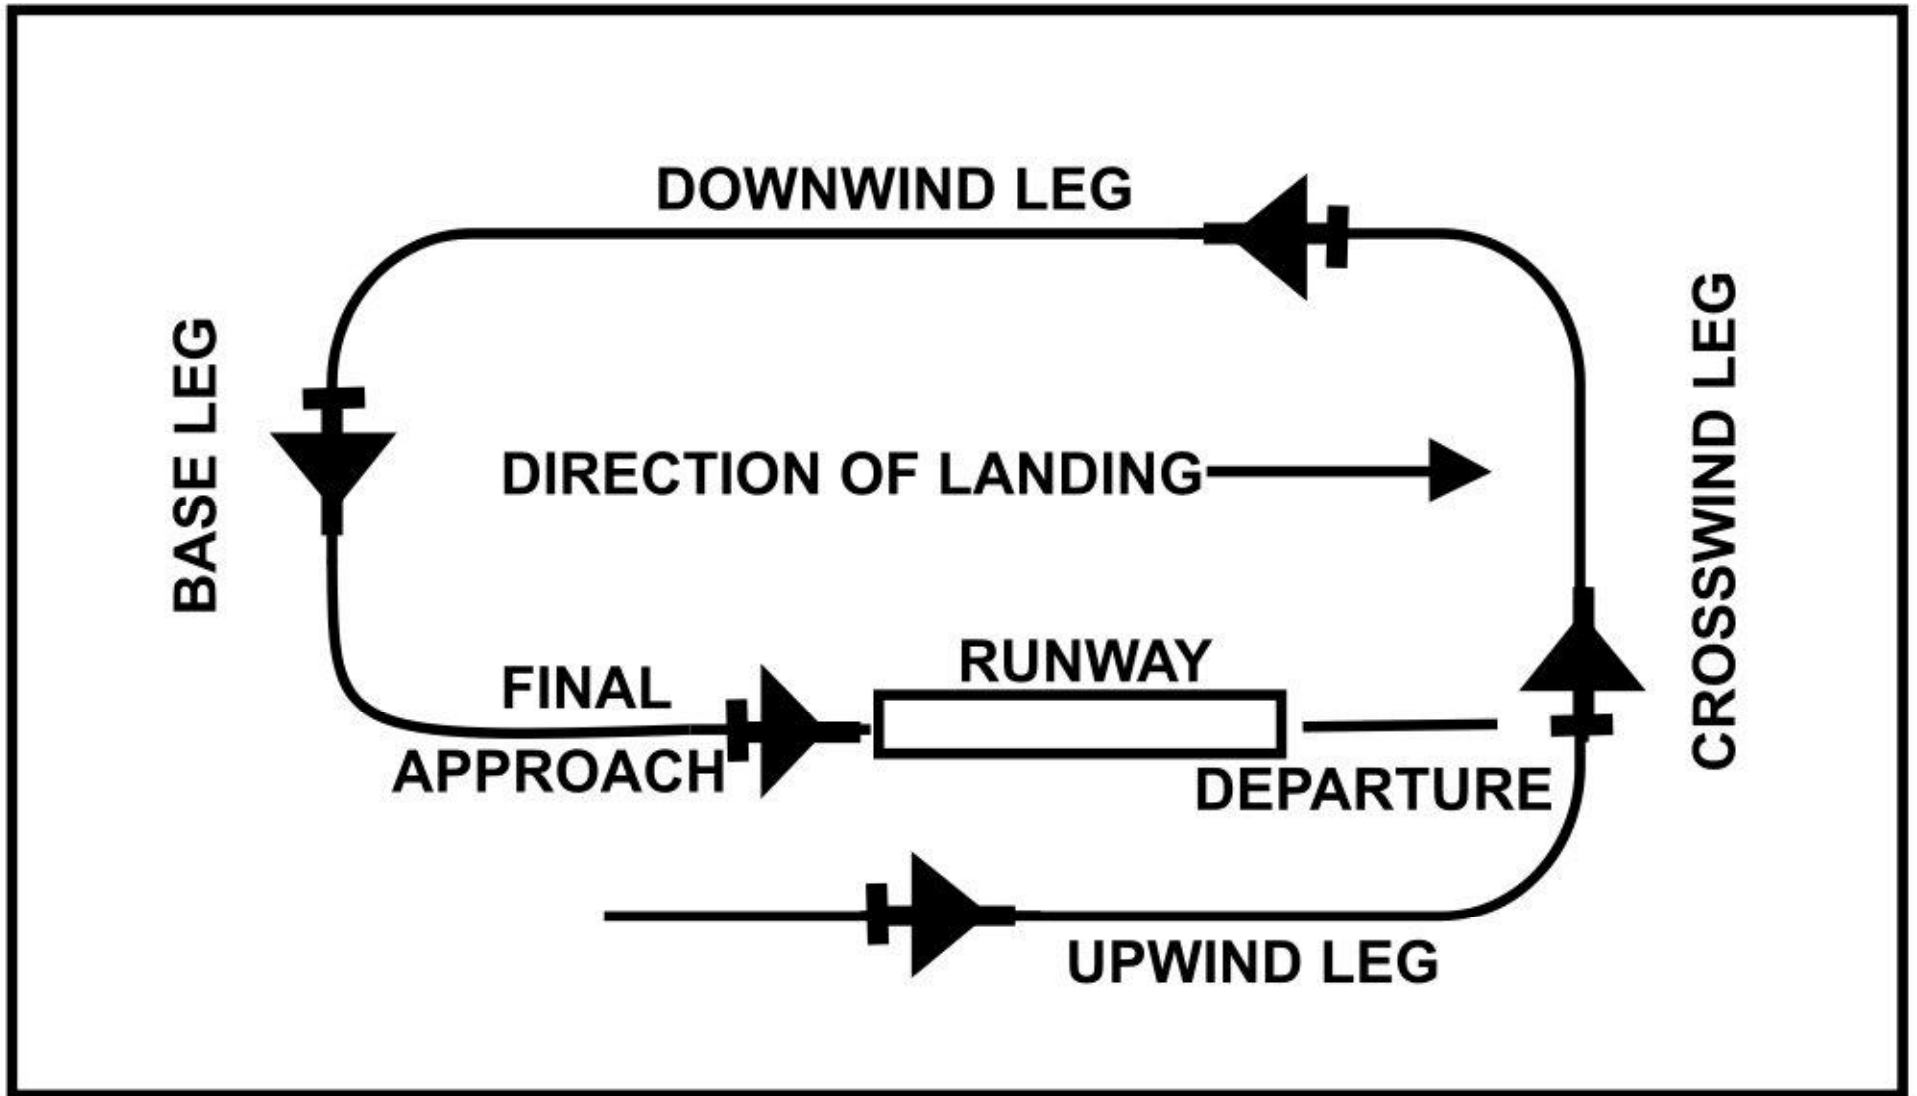 DOWNWIND LEG
BASE LEG
CROSSWIND LEG
DIRECTION OF LANDING
FINAL
APPROACH
RUNWAY
DEPARTURE
UPWIND LEG